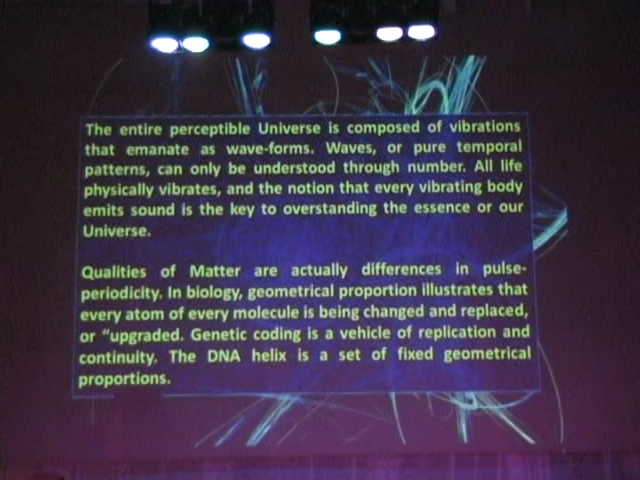 The entire perceptible Universe is composed of vibrations
that emanate as wave-forms. Waves, or pure temporal
patterns, can only be understood through number. All life
physically vibrates, and the notion that every vibrating body
emits sound is the key to overstanding the essence or our
Universe.
Qualities of Matter are actually differences in pulse-
periodicity. In biology, geometrical proportion illustrates that
every atom of every molecule is being changed and replaced,
or “upgraded. Genetic coding is a vehicle of replication and
continuity. The DNA helix is a set of fixed geometrical
proportions.